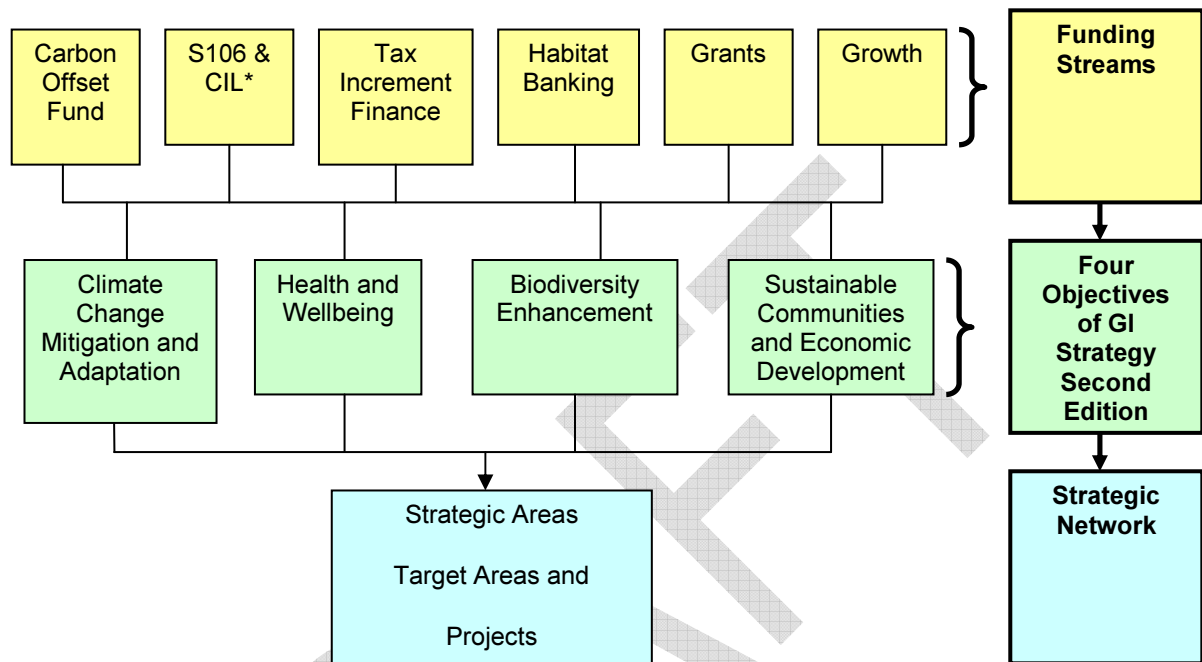 Carbon
Offset
Fund
S106 &
CIL*
Tax
Increment
Finance
Habitat
Banking
Grants
Growth
Funding
Streams
Climate
Change
Mitigation and
Adaptation
Health and
Wellbeing
Biodiversity
Enhancement
Sustainable
Communities
and Economic
Development
Four
Objectives
of GI
Strategy
Second
Edition
Strategic Areas
Target Areas and
Projects
Strategic
Network